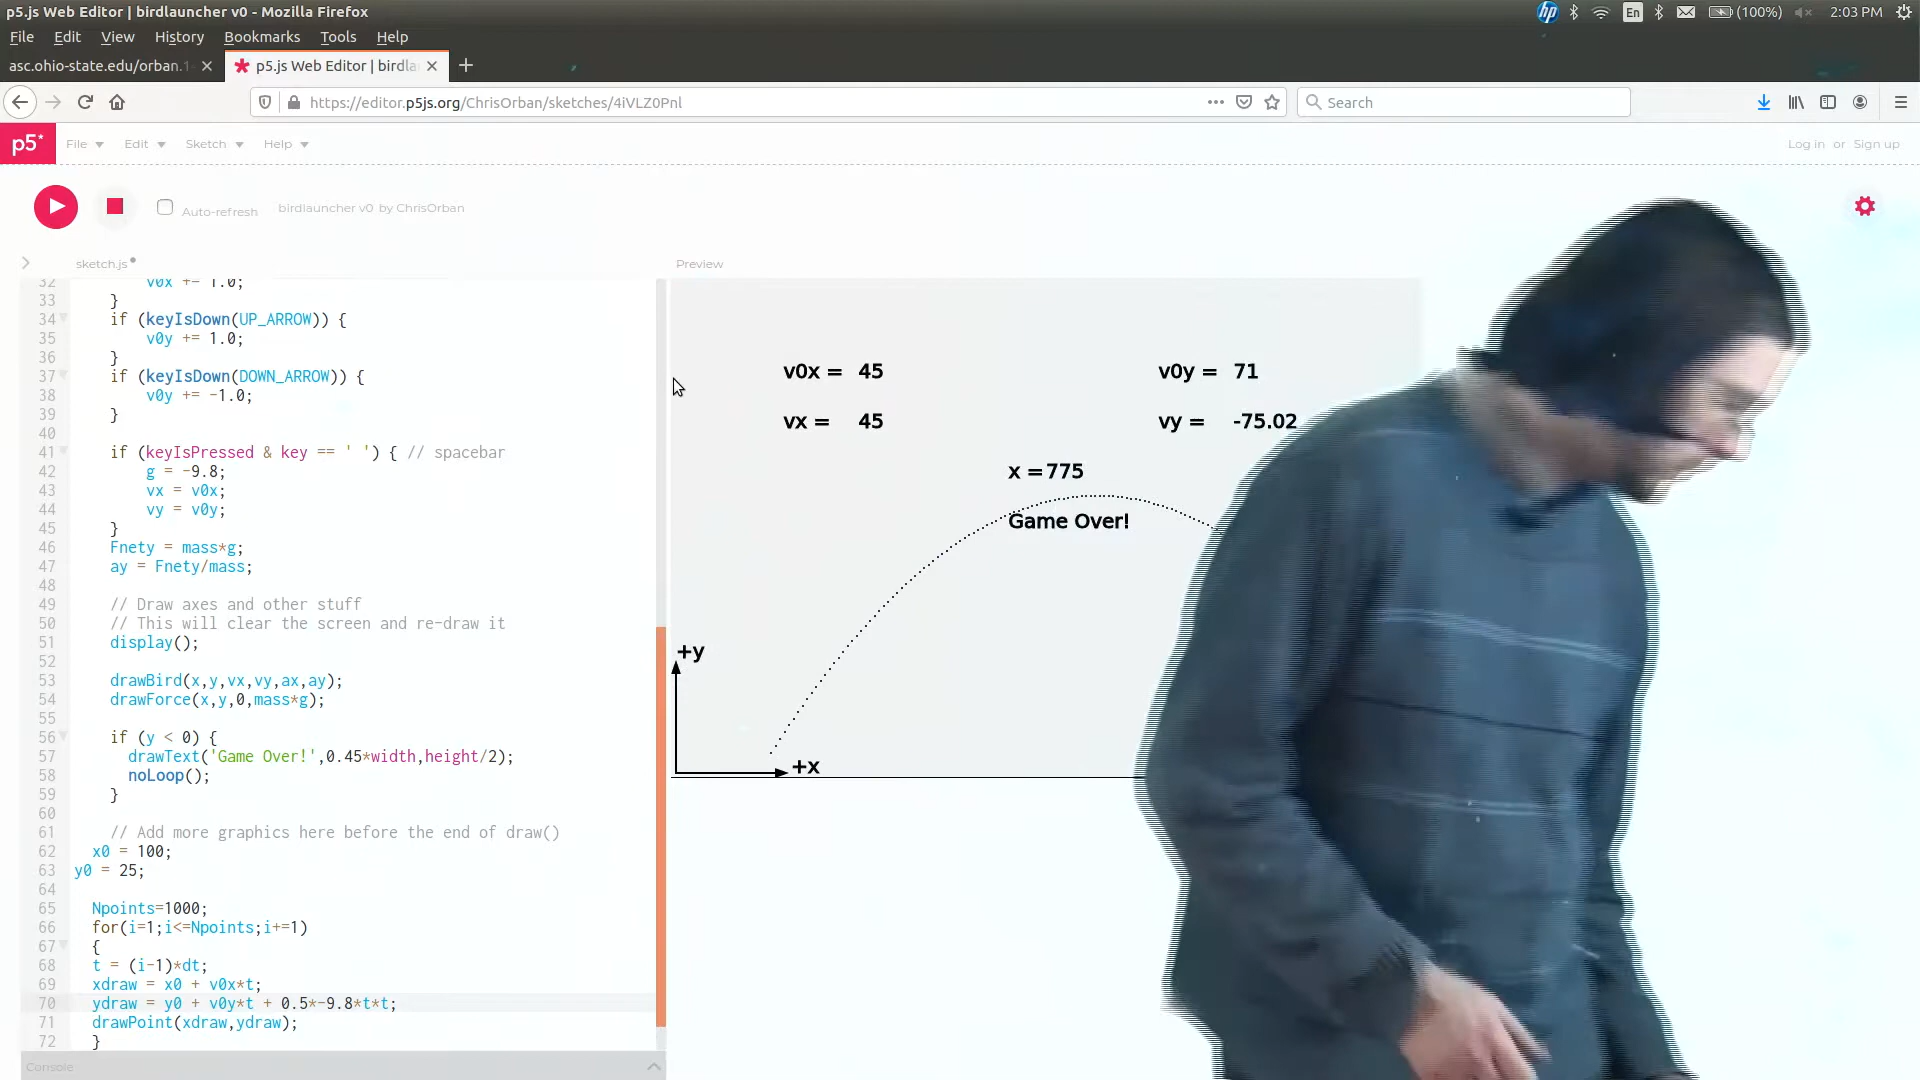 p5.js Web Editor | birdlauncher v0 - Mozilla Firefox
hp En (100%) 2:03 PM
File Edit View History Bookmarks Tools Help
asc.ohio-state.edu/orban.1 p5.js Web Editor | birdla
https://editor.p5js.org/ChrisOrban/sketches/4iVLZ0Pnl Search
p5* File Edit Sketch Help Log in or Sign up
Auto-refresh birdlauncher v0 by ChrisOrban
sketch.js
Preview
32 v0x += 1.0;
33 }
34 if (keyIsDown(UP_ARROW)) {
35 v0y += 1.0;
36 }
37 if (keyIsDown(DOWN_ARROW)) {
38 v0y += -1.0;
39 }
40
41 if (keyIsPressed & key == ' ') { // spacebar
42 g = -9.8;
43 vx = v0x;
44 vy = v0y;
45 }
46 Fnety = mass*g;
47 ay = Fnety/mass;
48
49 // Draw axes and other stuff
50 // This will clear the screen and re-draw it
51 display();
52
53 drawBird(x,y,vx,vy,ax,ay);
54 drawForce(x,y,0,mass*g);
55
56 if (y < 0) {
57 drawText('Game Over!',0.45*width,height/2);
58 noLoop();
59 }
60
61 // Add more graphics here before the end of draw()
62 x0 = 100;
63 y0 = 25;
64
65 Npoints=1000;
66 for(i=1;i<=Npoints;i+=1)
67 {
68 t = (i-1)*dt;
69 xdraw = x0 + v0x*t;
70 ydraw = y0 + v0y*t + 0.5*-9.8*t*t;
71 drawPoint(xdraw,ydraw);
72 }
Console
v0x = 45 v0y = 71
vx = 45 vy = -75.02
x =775
Game Over!
+y
+x